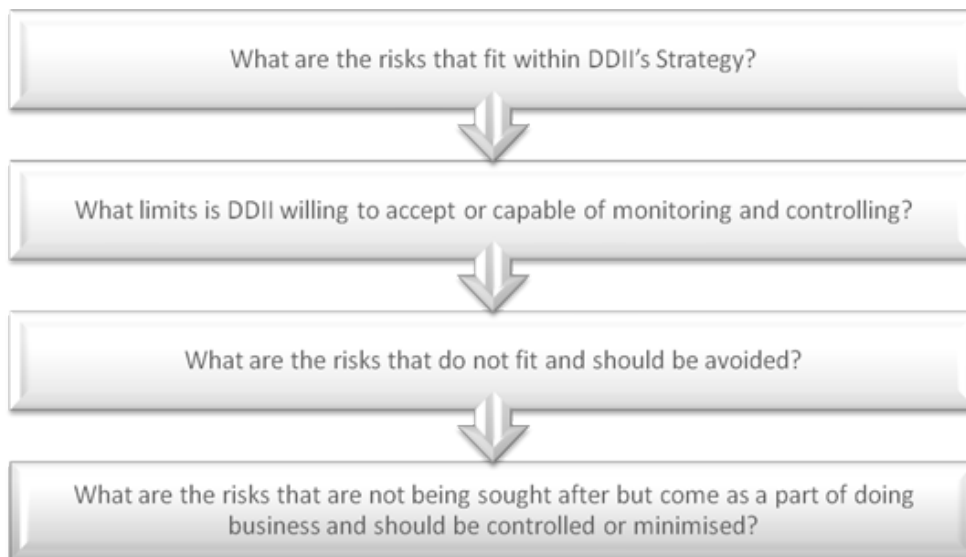 What are the risks that fit within DDII's Strategy?
What limits is DDII willing to accept or capable of monitoring and controlling?
What are the risks that do not fit and should be avoided?
What are the risks that are not being sought after but come as a part of doing
business and should be controlled or minimised?